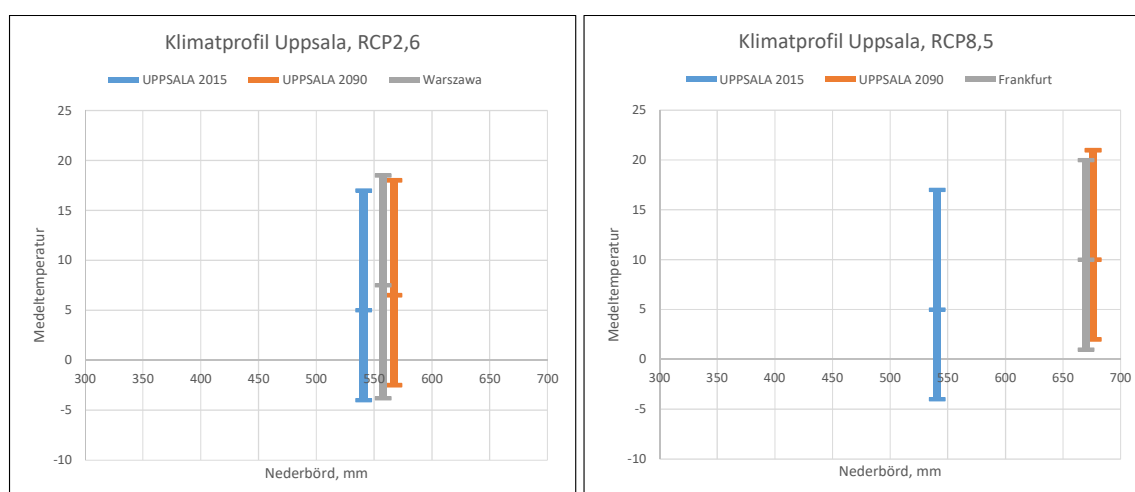 Klimatprofil Uppsala, RCP2,6
UPPSALA 2015 UPPSALA 2090 Warszawa
25
20
15
10
5
0
-5
-10
300 350 400 450 500 550 600 650 700
Medeltemperatur
Nederbörd, mm
Klimatprofil Uppsala, RCP8,5
UPPSALA 2015 UPPSALA 2090 Frankfurt
25
20
15
10
5
0
-5
-10
300 350 400 450 500 550 600 650 700
Medeltemperatur
Nederbörd, mm